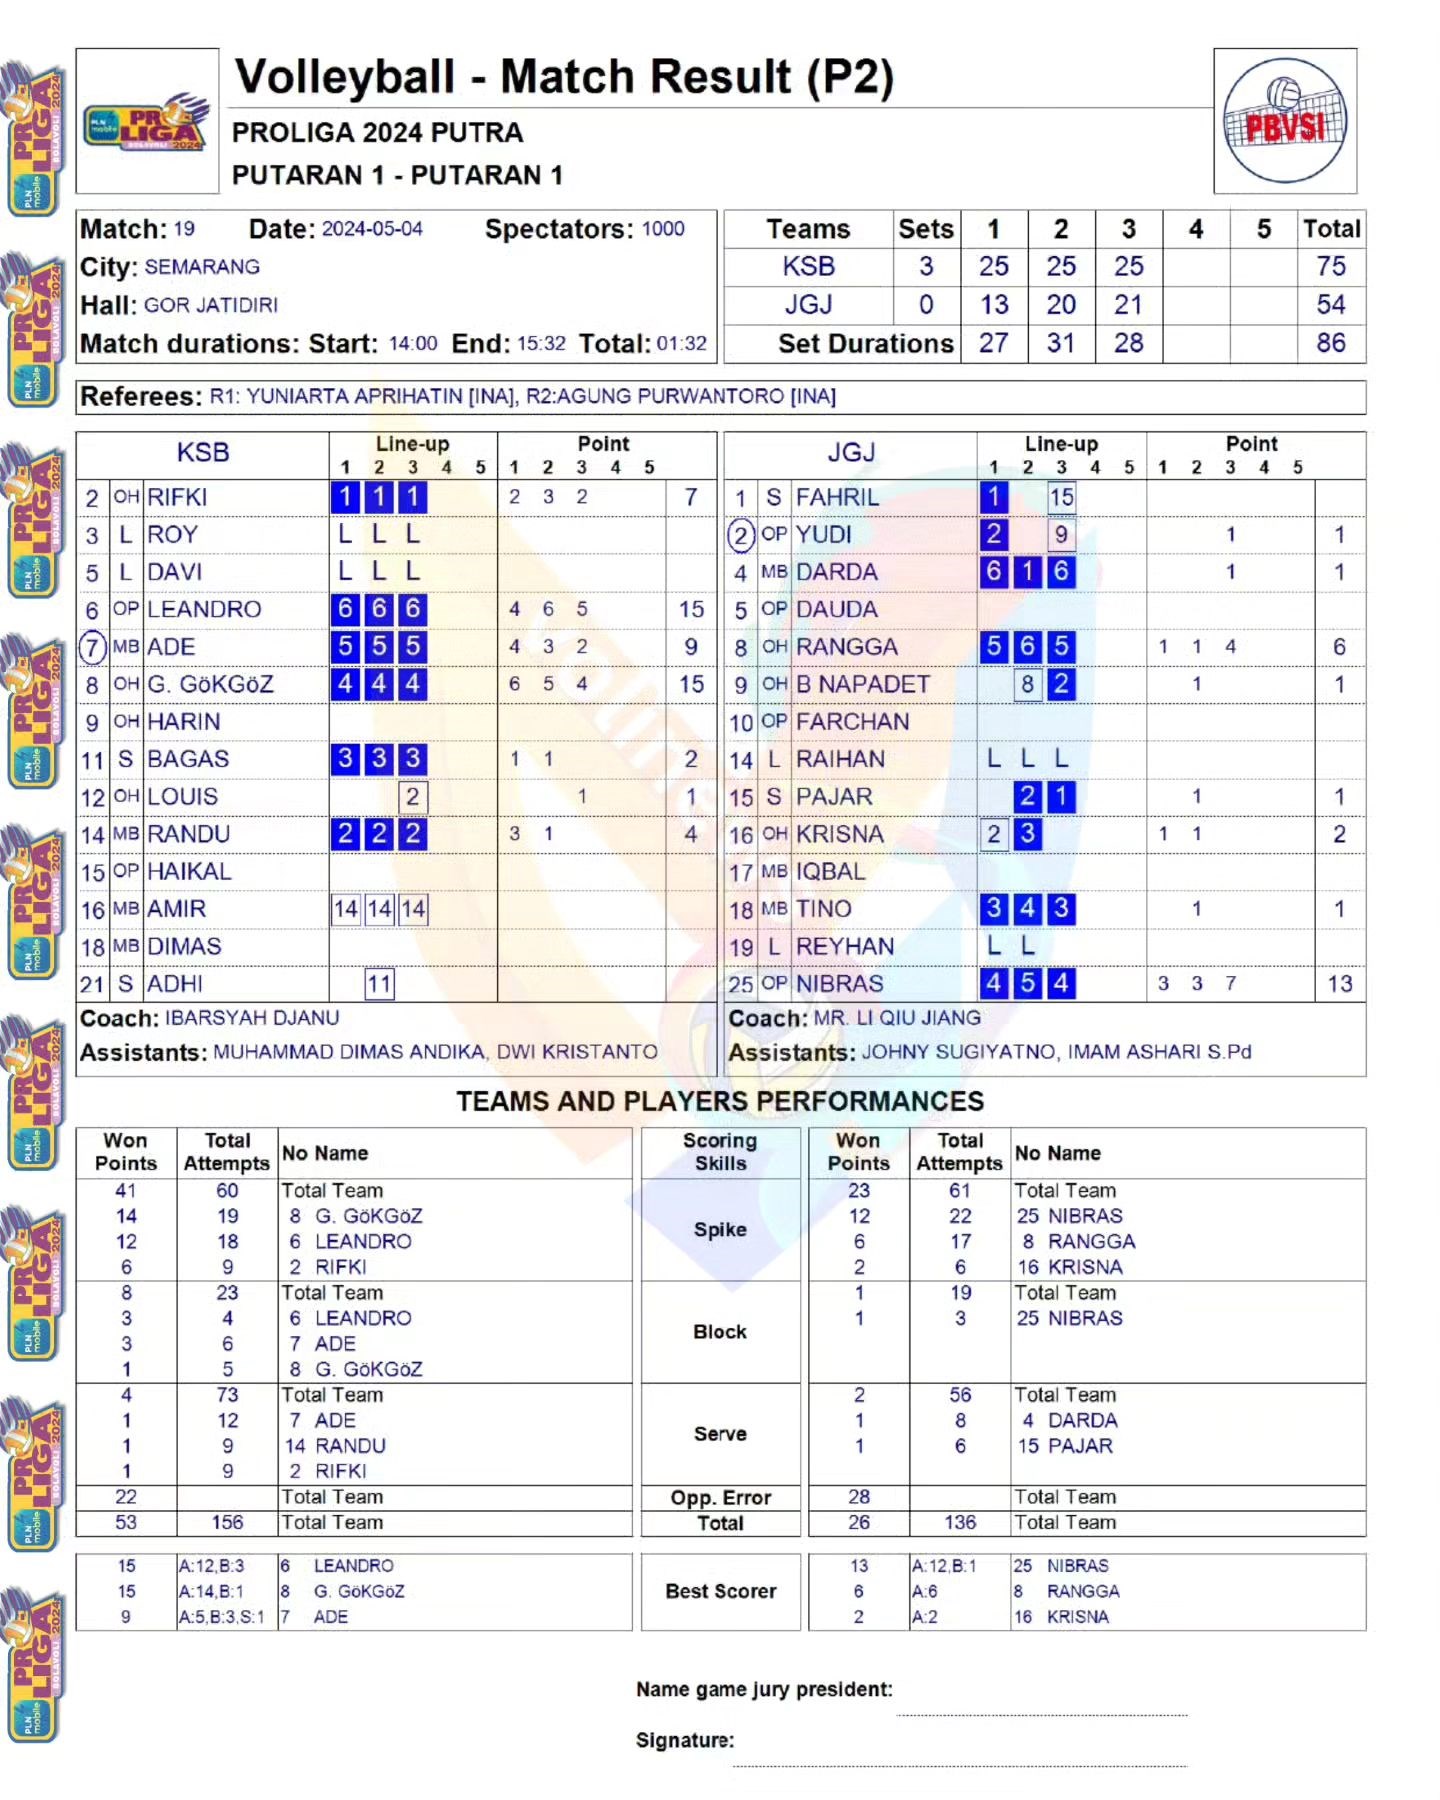 Volleyball - Match Result (P2)
PROLIGA 2024 PUTRA
PUTARAN 1 - PUTARAN 1
PLN mobile PROLIGA BOLAVOLI 2024
PBVSI
Match: 19 Date: 2024-05-04 Spectators: 1000
City: SEMARANG
Hall: GOR JATIDIRI
Match durations: Start: 14:00 End: 15:32 Total: 01:32
Teams Sets 1 2 3 4 5 Total
KSB 3 25 25 25 75
JGJ 0 13 20 21 54
Set Durations 27 31 28 86
Referees: R1: YUNIARTA APRIHATIN [INA], R2:AGUNG PURWANTORO [INA]
KSB Line-up Point
1 2 3 4 5 1 2 3 4 5
2 OH RIFKI 1 1 1 2 3 2 7
3 L ROY L L L
5 L DAVI L L L
6 OP LEANDRO 6 6 6 4 6 5 15
7 MB ADE 5 5 5 4 3 2 9
8 OH G. GöKGöZ 4 4 4 6 5 4 15
9 OH HARIN
11 S BAGAS 3 3 3 1 1 2
12 OH LOUIS 2 1 1
14 MB RANDU 2 2 2 3 1 4
15 OP HAIKAL
16 MB AMIR 14 14 14
18 MB DIMAS
21 S ADHI 11
Coach: IBARSYAH DJANU
Assistants: MUHAMMAD DIMAS ANDIKA, DWI KRISTANTO
JGJ Line-up Point
1 2 3 4 5 1 2 3 4 5
1 S FAHRIL 1 15
2 OP YUDI 2 9 1 1
4 MB DARDA 6 1 6 1 1
5 OP DAUDA
8 OH RANGGA 5 6 5 1 1 4 6
9 OH B NAPADET 8 2 1 1
10 OP FARCHAN
14 L RAIHAN L L L
15 S PAJAR 2 1 1 1
16 OH KRISNA 2 3 1 1 2
17 MB IQBAL
18 MB TINO 3 4 3 1 1
19 L REYHAN L L
25 OP NIBRAS 4 5 4 3 3 7 13
Coach: MR. LI QIU JIANG
Assistants: JOHNY SUGIYATNO, IMAM ASHARI S.Pd
TEAMS AND PLAYERS PERFORMANCES
Won Points Total Attempts No Name Scoring Skills Won Points Total Attempts No Name
41 60 Total Team Spike 23 61 Total Team
14 19 8 G. GöKGöZ 12 22 25 NIBRAS
12 18 6 LEANDRO 6 17 8 RANGGA
6 9 2 RIFKI 2 6 16 KRISNA
8 23 Total Team Block 1 19 Total Team
3 4 6 LEANDRO 1 3 25 NIBRAS
3 6 7 ADE
1 5 8 G. GöKGöZ
4 73 Total Team Serve 2 56 Total Team
1 12 7 ADE 1 8 4 DARDA
1 9 14 RANDU 1 6 15 PAJAR
1 9 2 RIFKI
22 Total Team Opp. Error 28 Total Team
53 156 Total Team Total 26 136 Total Team
15 A:12,B:3 6 LEANDRO Best Scorer 13 A:12,B:1 25 NIBRAS
15 A:14,B:1 8 G. GöKGöZ 6 A:6 8 RANGGA
9 A:5,B:3,S:1 7 ADE 2 A:2 16 KRISNA
Name game jury president:
Signature: